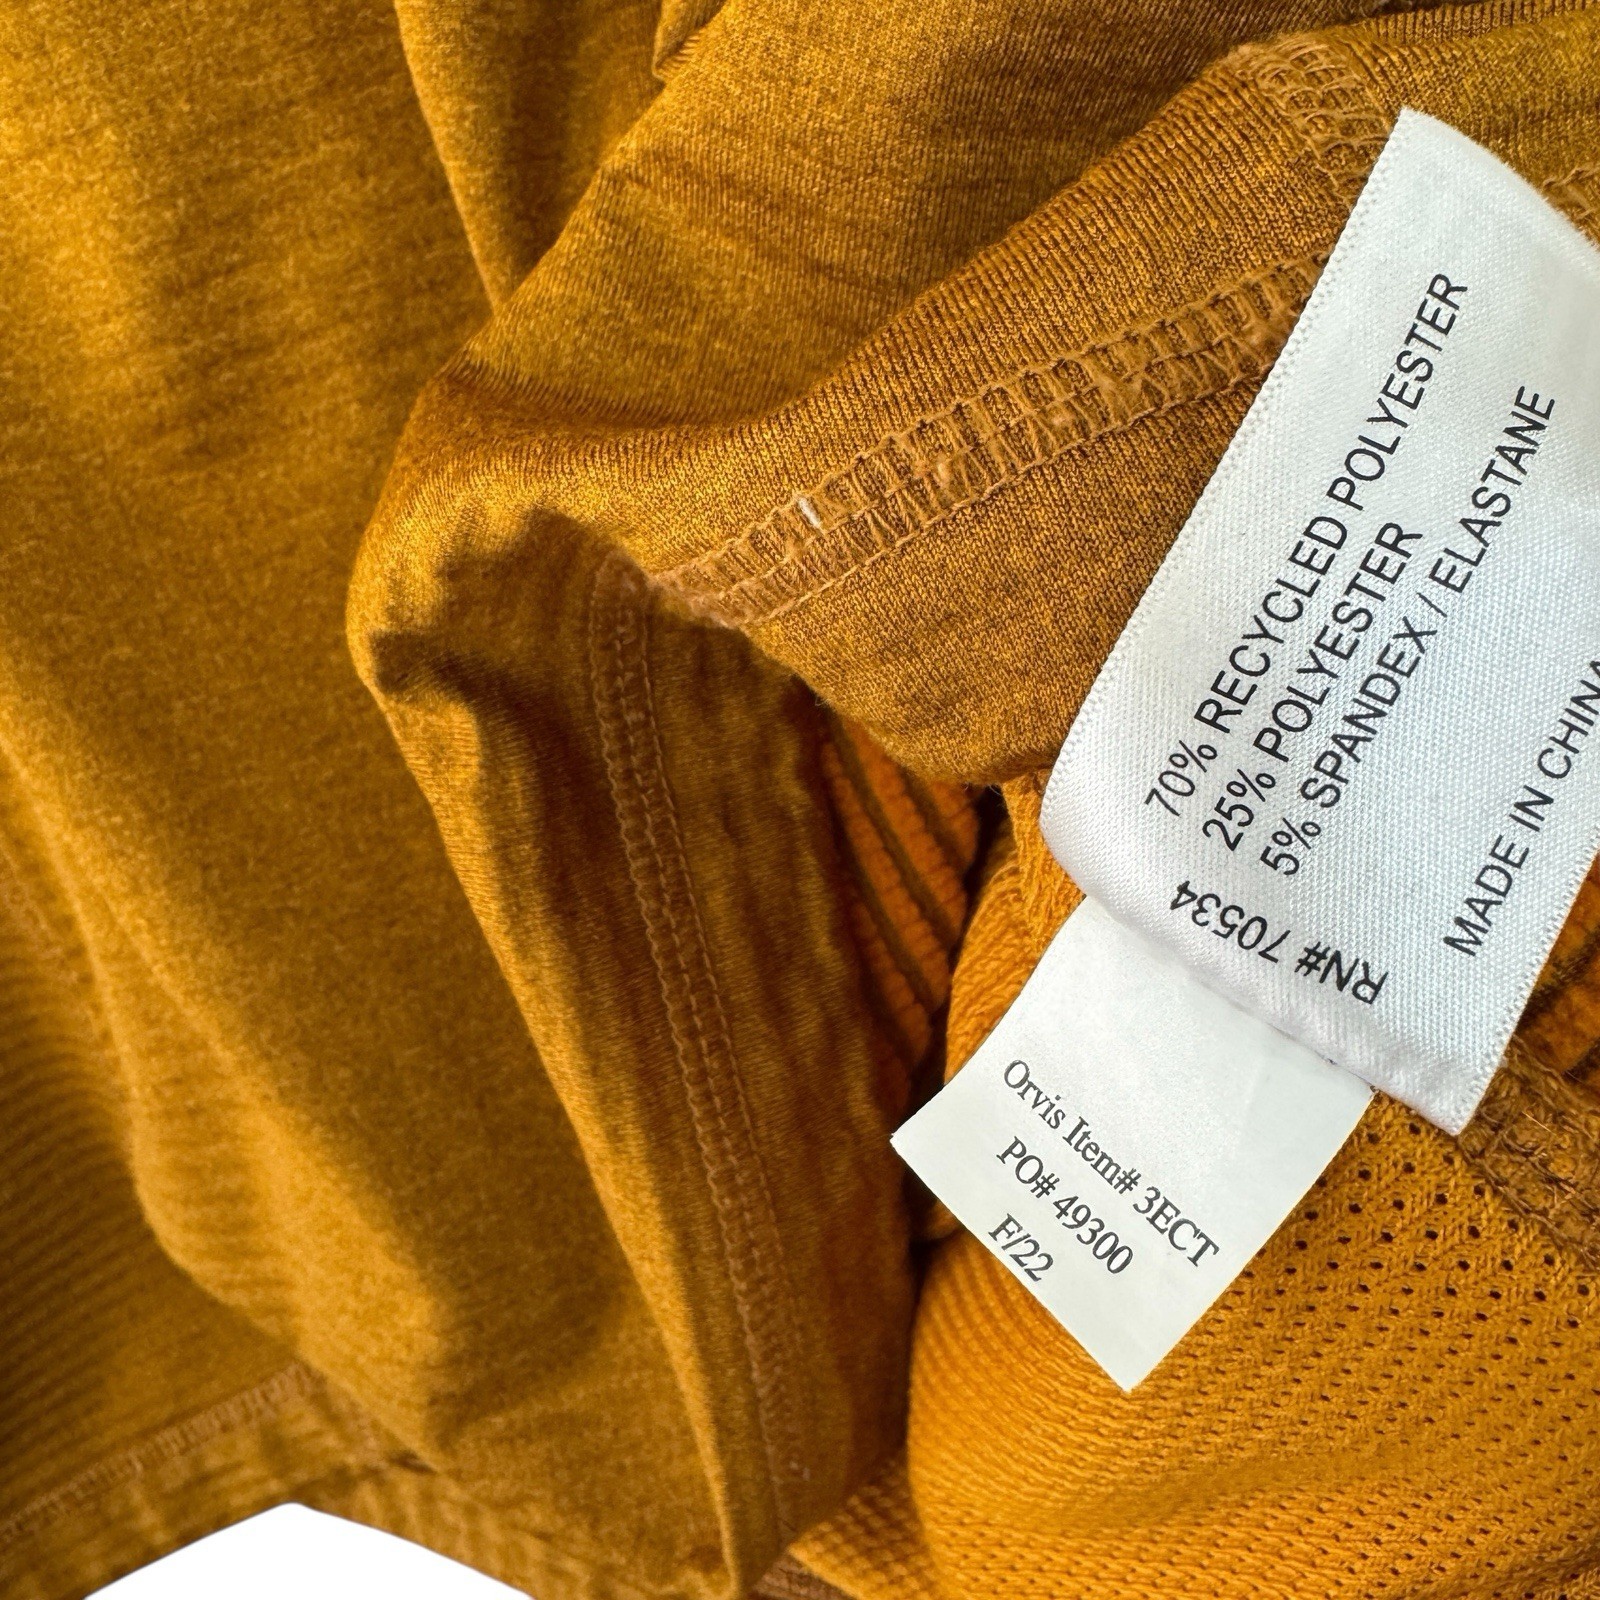 70% RECYCLED POLYESTER
25% POLYESTER
5% SPANDEX / ELASTANE
MADE IN CHINA
RN# 70534
Orvis Item# 3ECT
PO# 49300
F/22